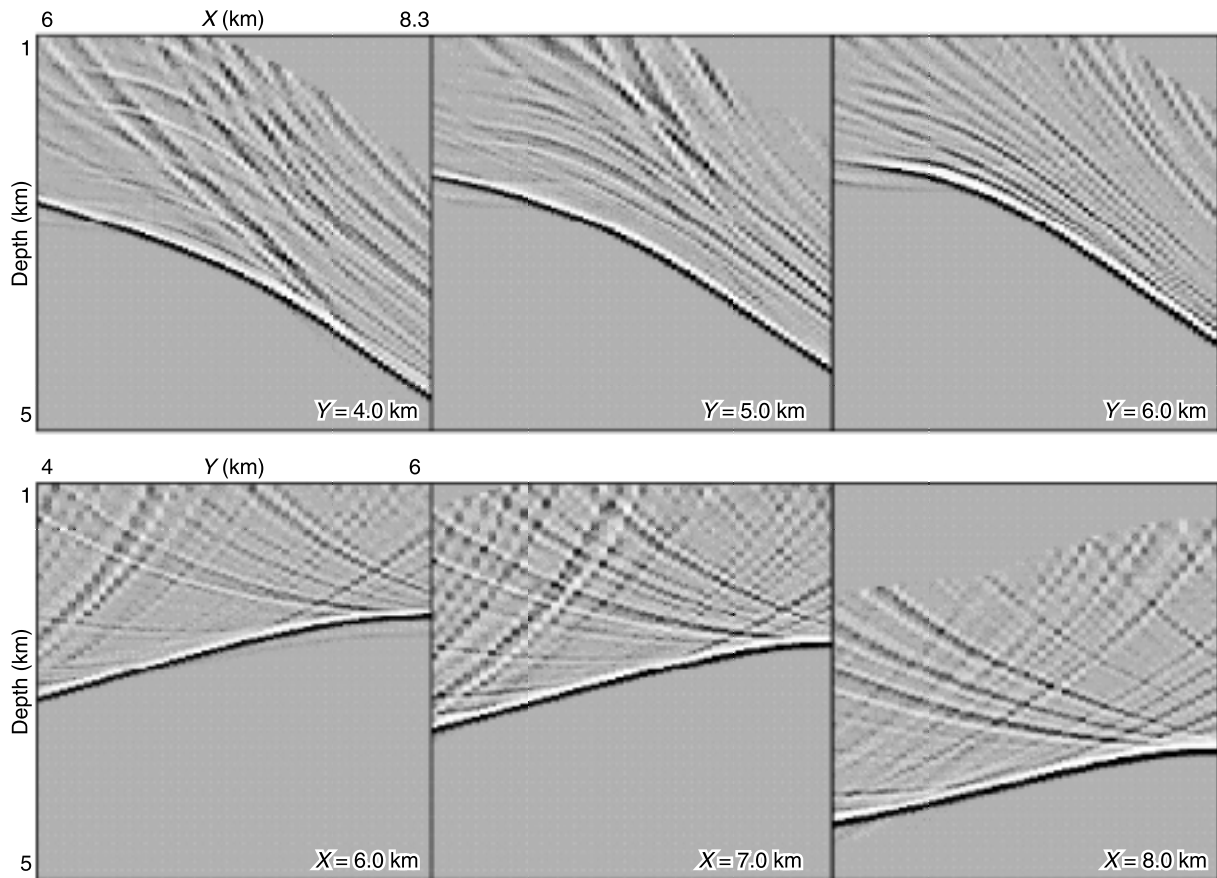 6 X (km) 8.3
1
Depth (km)
5
Y = 4.0 km Y = 5.0 km Y = 6.0 km
4 Y (km) 6
1
Depth (km)
5
X = 6.0 km X = 7.0 km X = 8.0 km